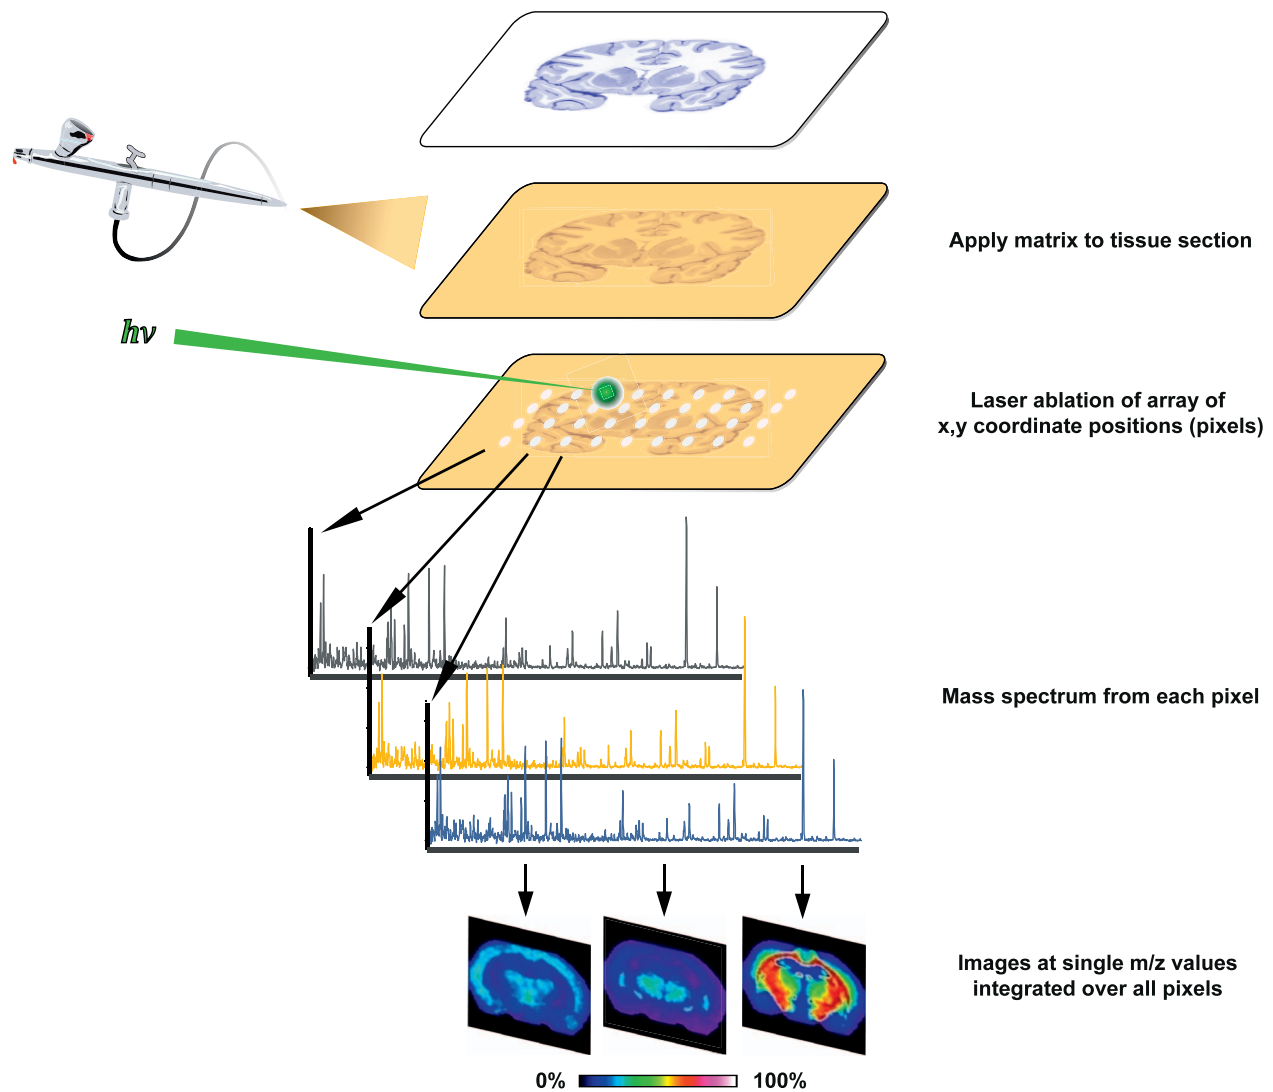 Apply matrix to tissue section
hν
Laser ablation of array of
x,y coordinate positions (pixels)
Mass spectrum from each pixel
Images at single m/z values
integrated over all pixels
0% 100%